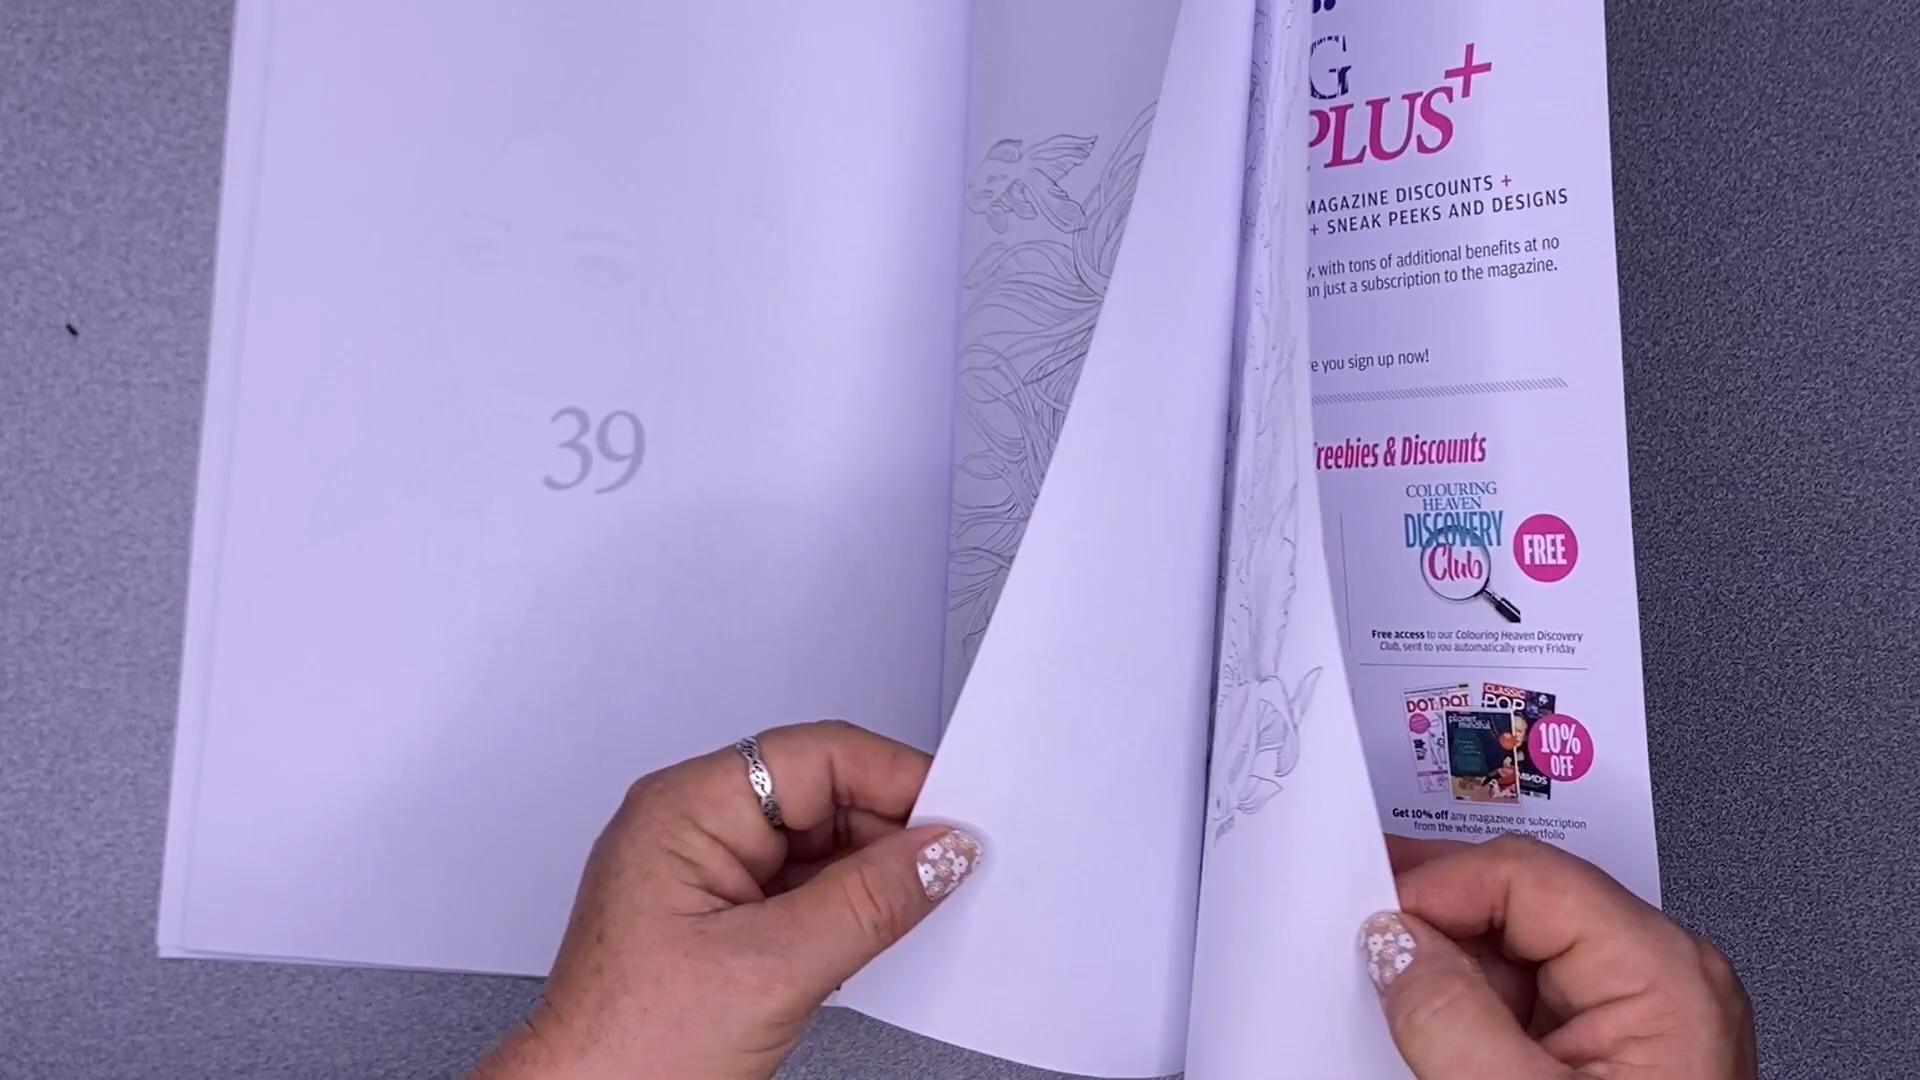 39
G
PLUS+
MAGAZINE DISCOUNTS +
+ SNEAK PEEKS AND DESIGNS
, with tons of additional benefits at no
just a subscription to the magazine.
you sign up now!
Freebies & Discounts
COLOURING
HEAVEN
DISCOVERY
Club
FREE
Free access to our Colouring Heaven Discovery
Club, sent to you automatically every Friday
DOT DOT
CLASSIC
POP
planet
mindful
10%
OFF
Get 10% off any magazine or subscription
from the whole Anthem portfolio